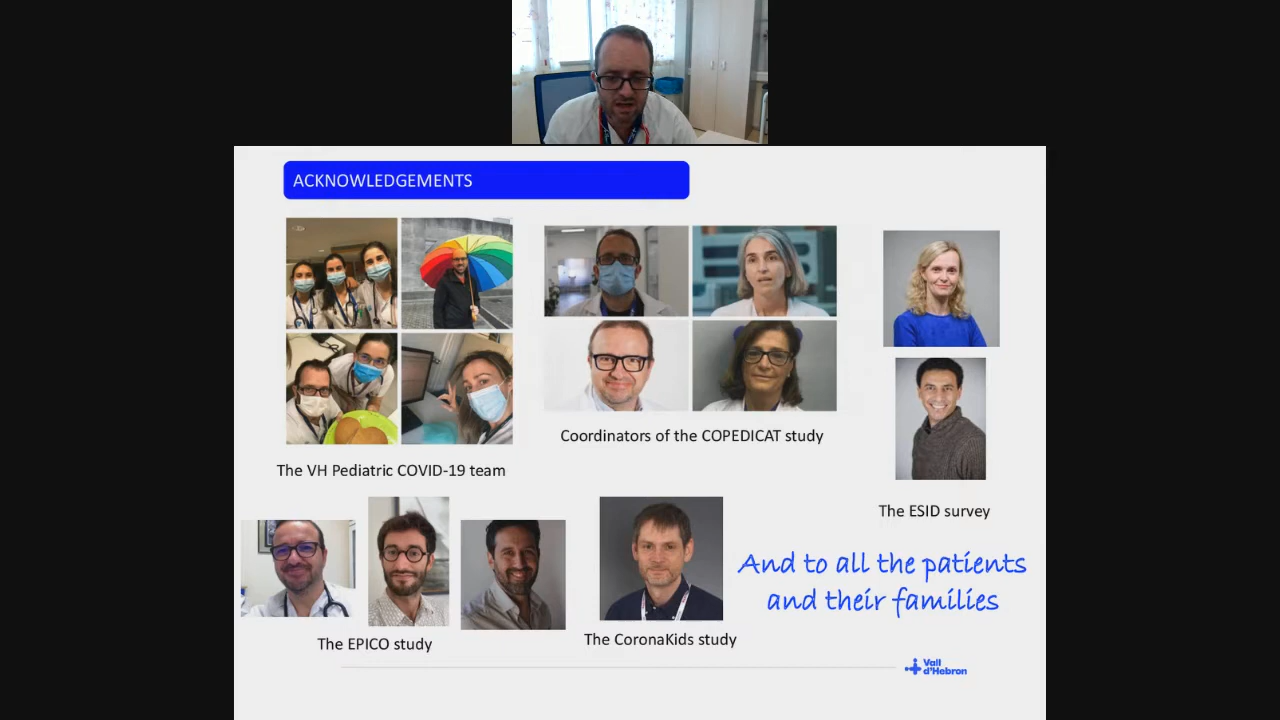 ACKNOWLEDGEMENTS
The VH Pediatric COVID-19 team
Coordinators of the COPEDICAT study
The ESID survey
The EPICO study
The CoronaKids study
And to all the patients
and their families
Vall
d'Hebron